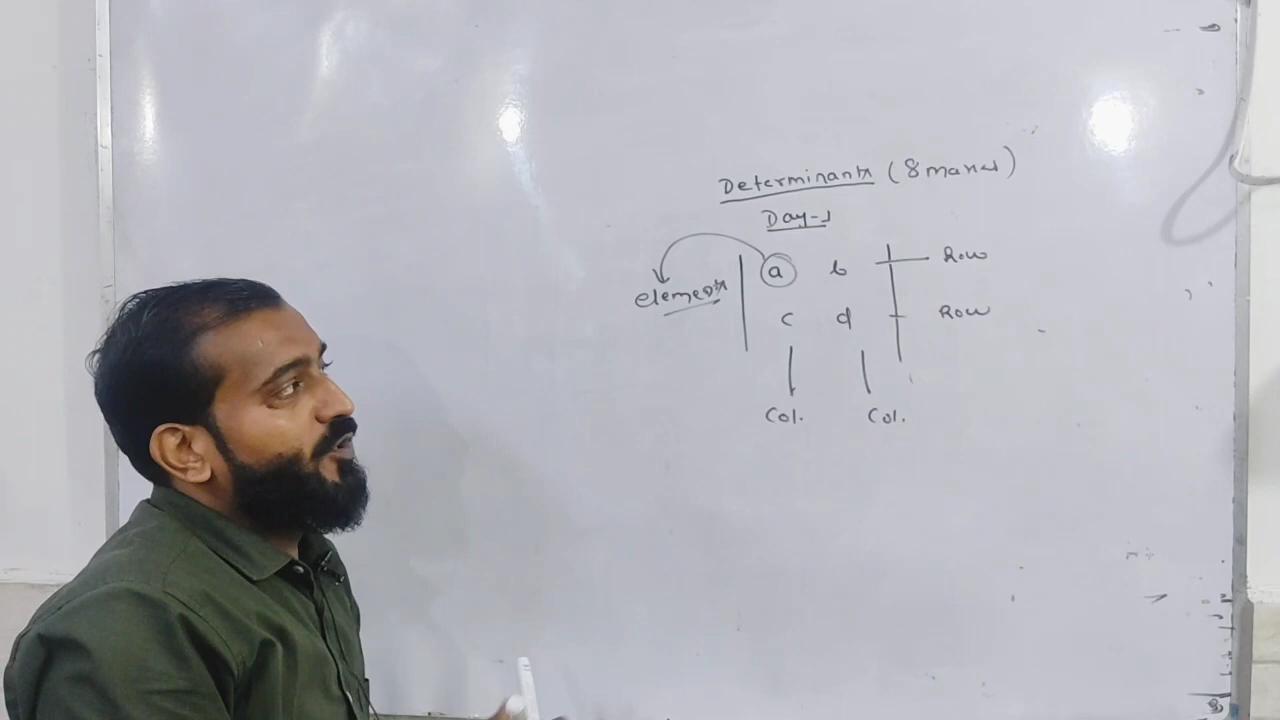 Determinants (8 marks)
Day-1
a b Row
elements
c d Row
Col. Col.